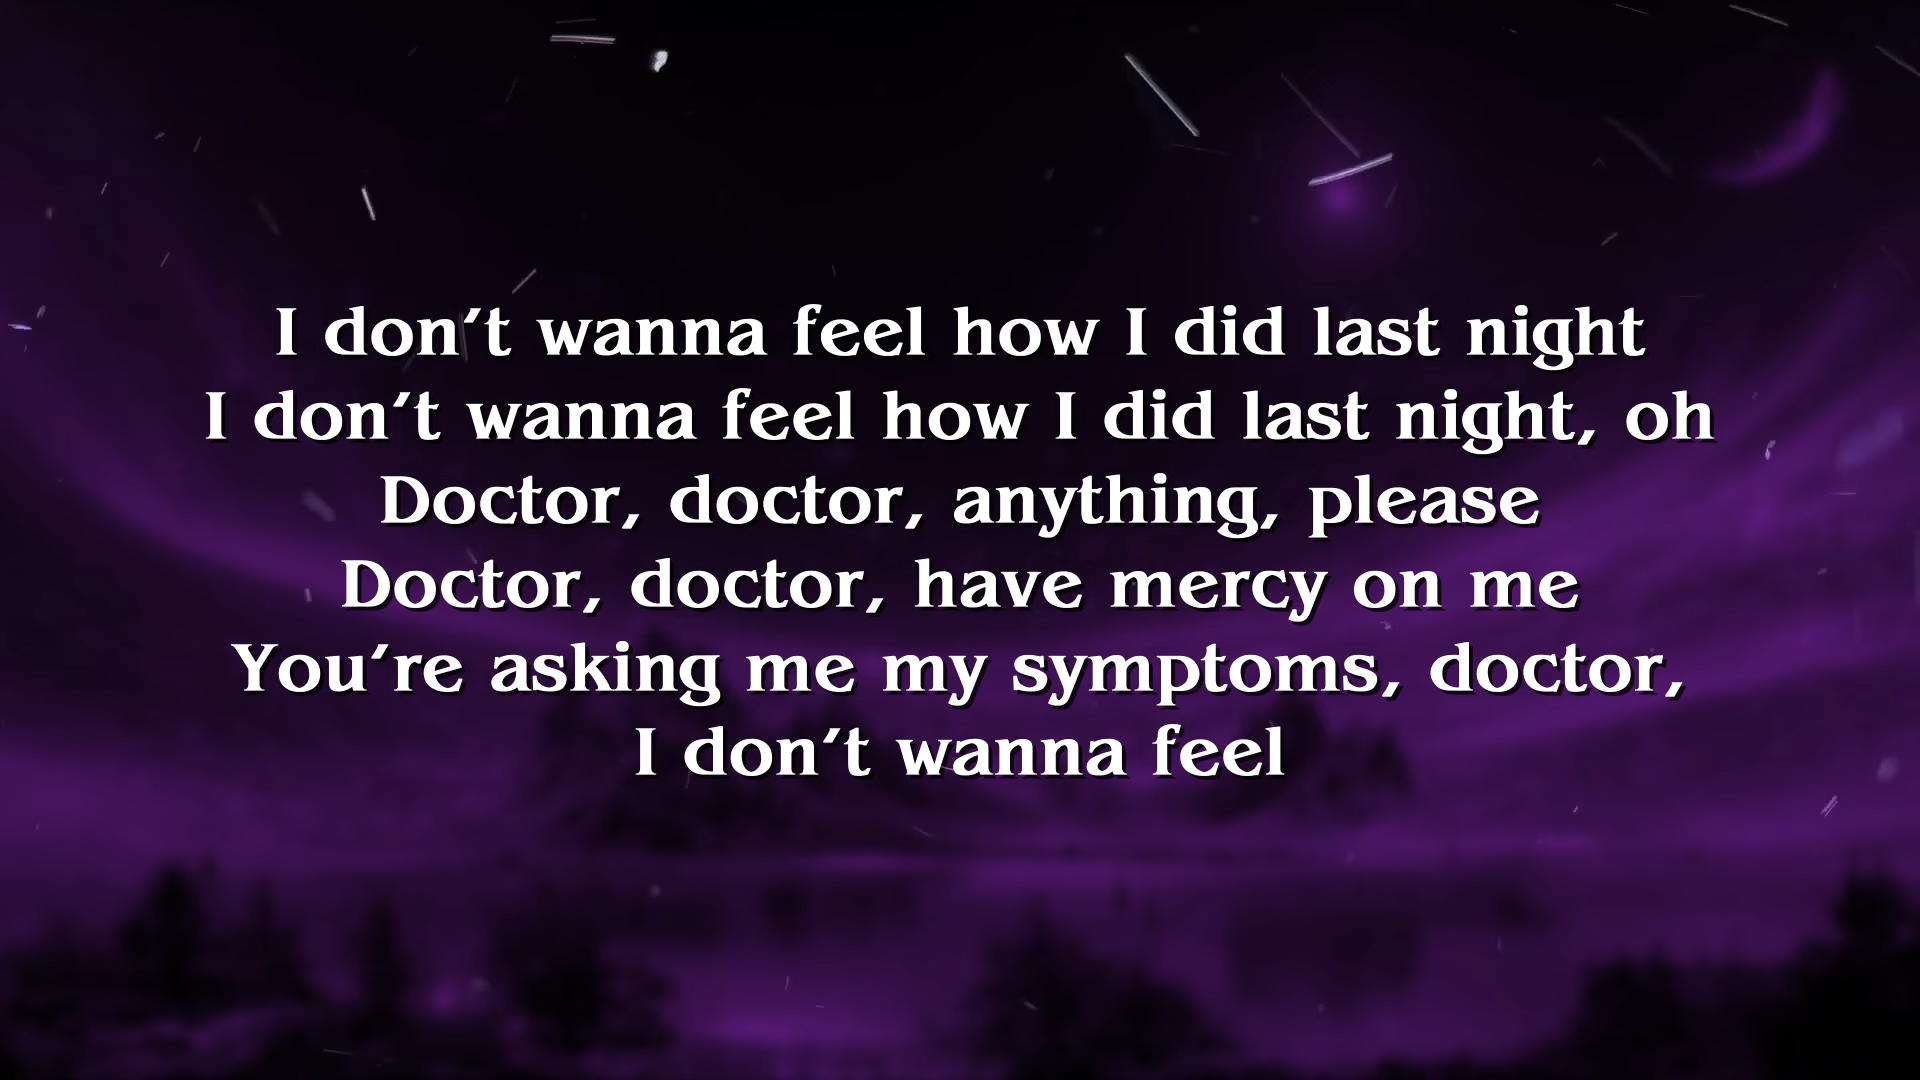 I don't wanna feel how I did last night
I don't wanna feel how I did last night, oh
Doctor, doctor, anything, please
Doctor, doctor, have mercy on me
You're asking me my symptoms, doctor,
I don't wanna feel